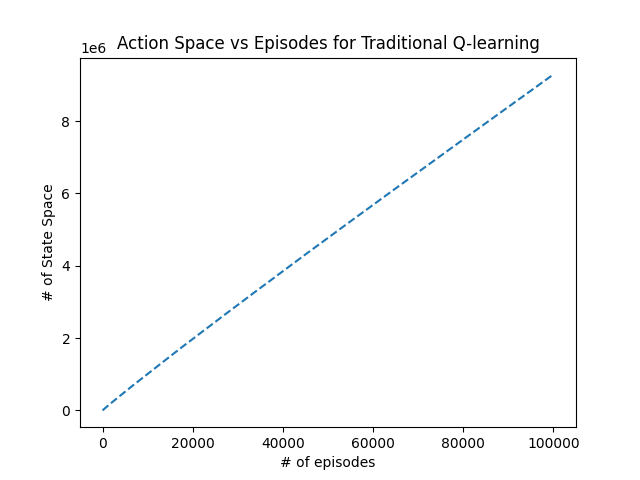 Action Space vs Episodes for Traditional Q-learning
1e6
8
6
4
2
0
# of State Space
0 20000 40000 60000 80000 100000
# of episodes